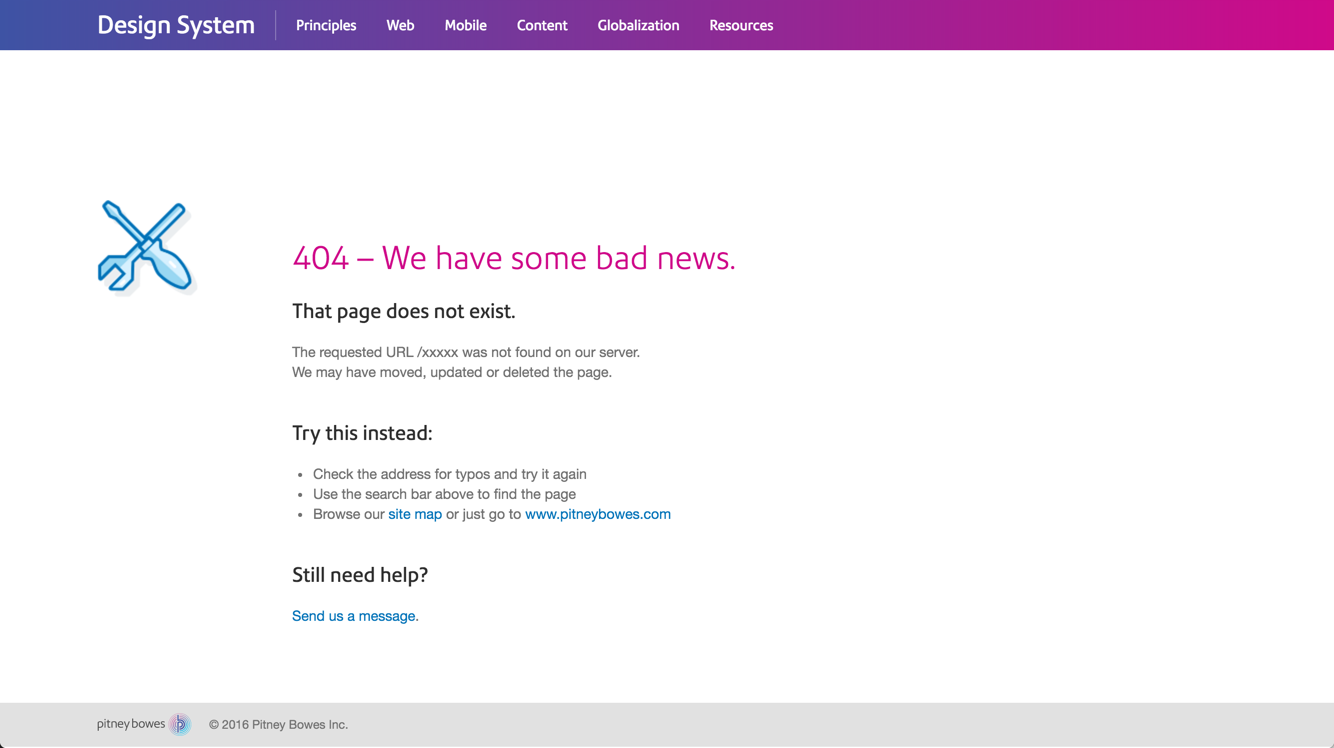 Design System
Principles
Web
Mobile
Content
Globalization
Resources
404 – We have some bad news.
That page does not exist.
The requested URL /xxxxx was not found on our server.
We may have moved, updated or deleted the page.
Try this instead:
• Check the address for typos and try it again
• Use the search bar above to find the page
• Browse our site map or just go to www.pitneybowes.com
Still need help?
Send us a message.
pitney bowes
© 2016 Pitney Bowes Inc.